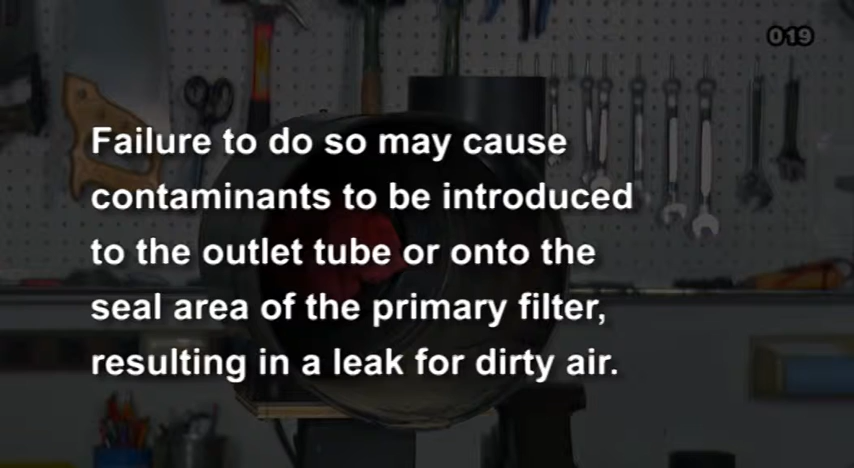 019
Failure to do so may cause
contaminants to be introduced
to the outlet tube or onto the
seal area of the primary filter,
resulting in a leak for dirty air.